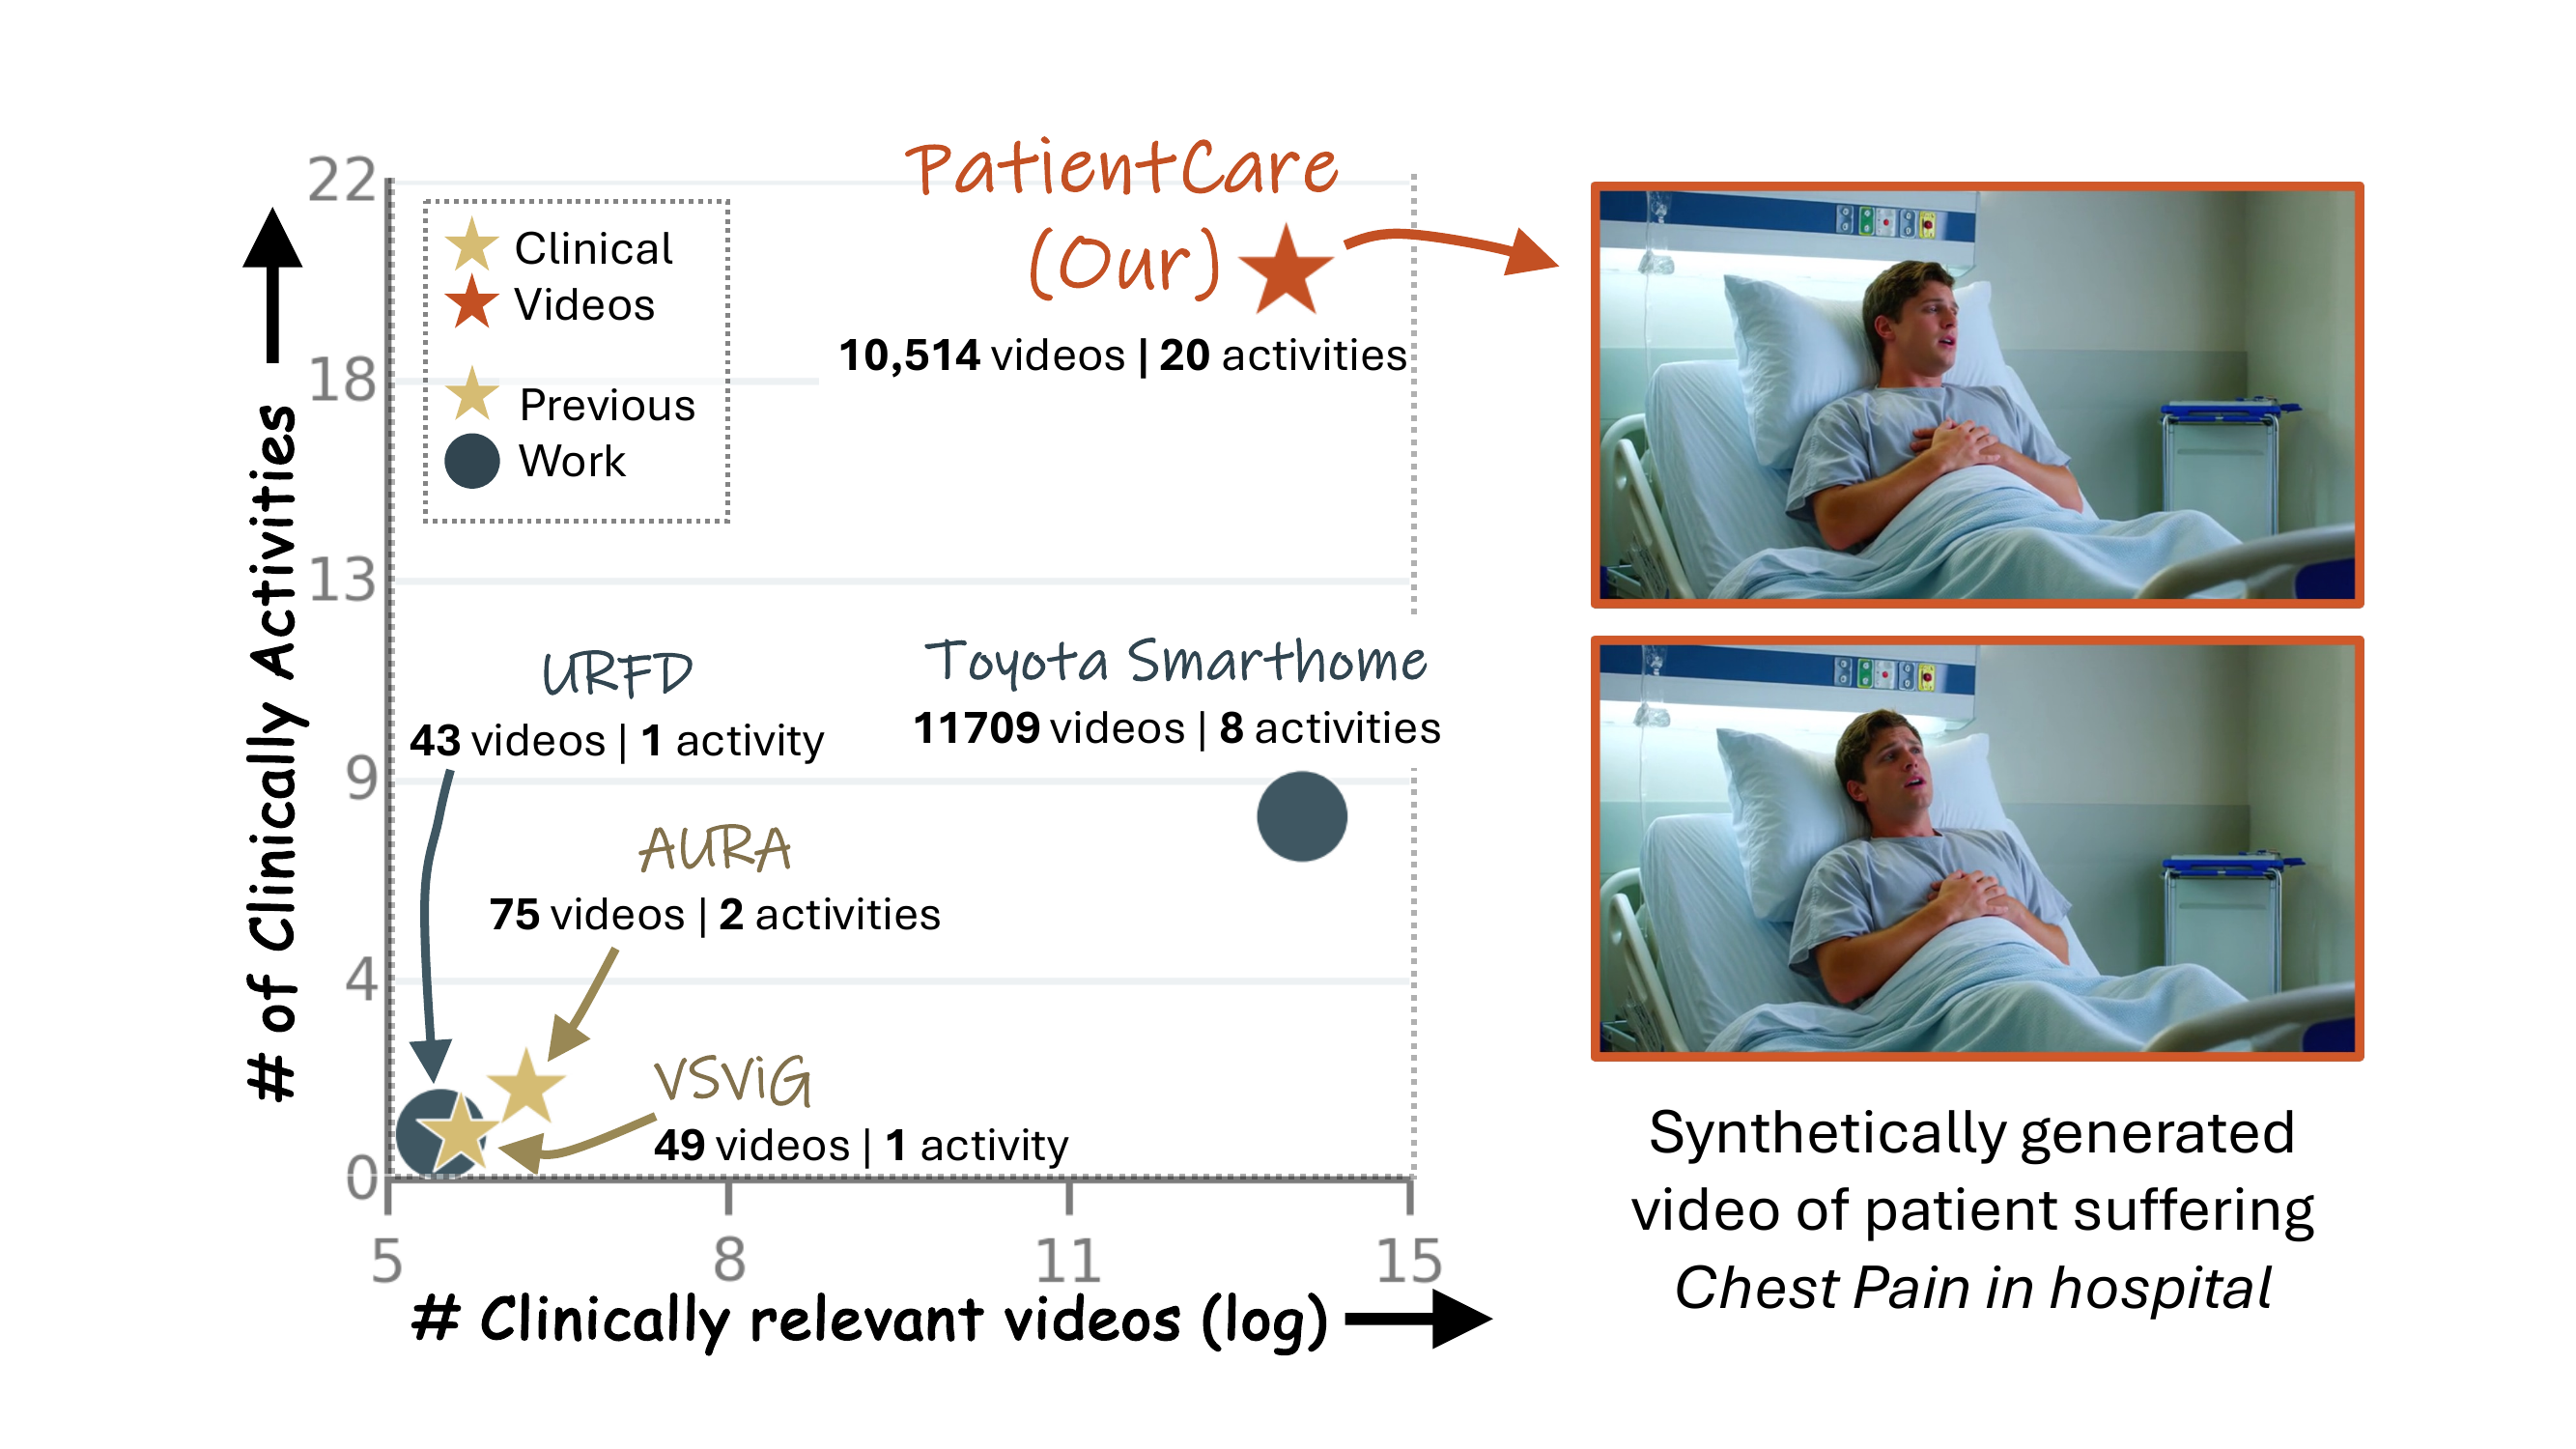 # of Clinically Activities
22
18
13
9
4
0
Clinical
Videos
Previous
Work
PatientCare
(Our)
10,514 videos | 20 activities
URFD
43 videos | 1 activity
Toyota Smarthome
11709 videos | 8 activities
AURA
75 videos | 2 activities
VSViG
49 videos | 1 activity
5 8 11 15
# Clinically relevant videos (log)
Synthetically generated
video of patient suffering
Chest Pain in hospital